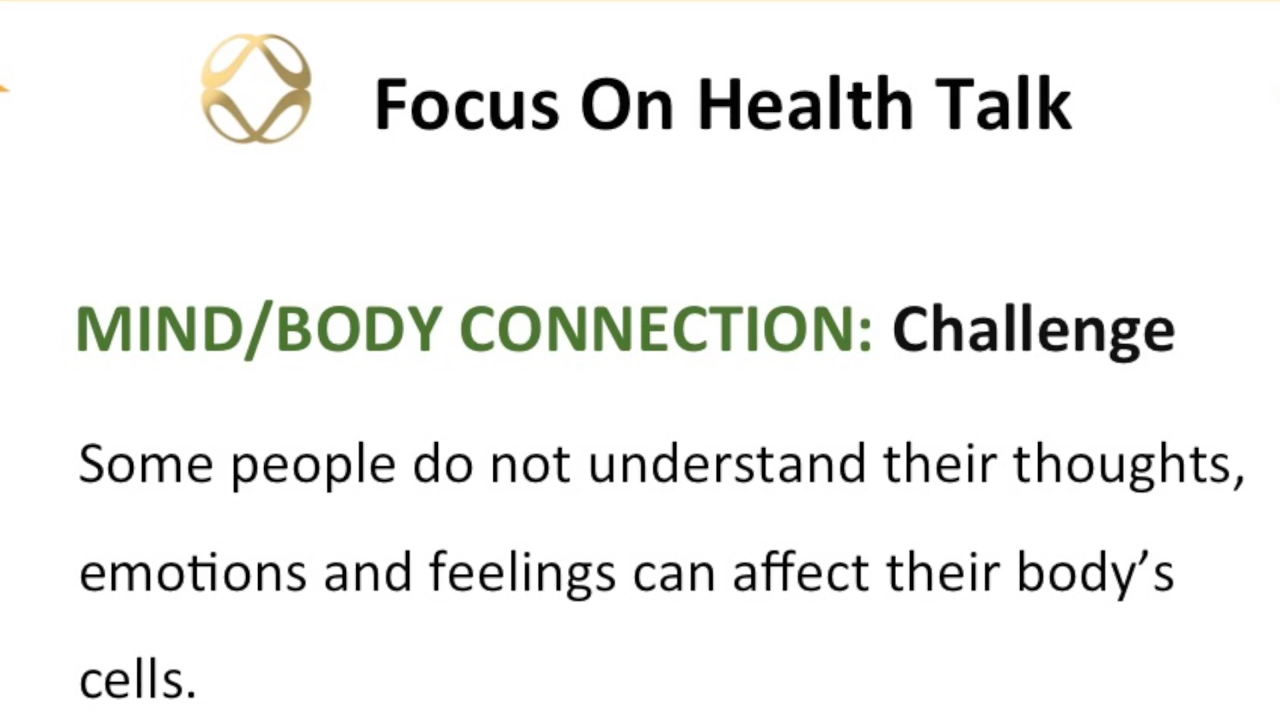 Focus On Health Talk
MIND/BODY CONNECTION: Challenge
Some people do not understand their thoughts,
emotions and feelings can affect their body’s
cells.